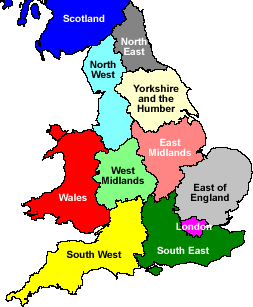 Scotland
North
East
North
West
Yorkshire
and the
Humber
East
Midlands
West
Midlands
East of
England
Wales
London
South West
South East